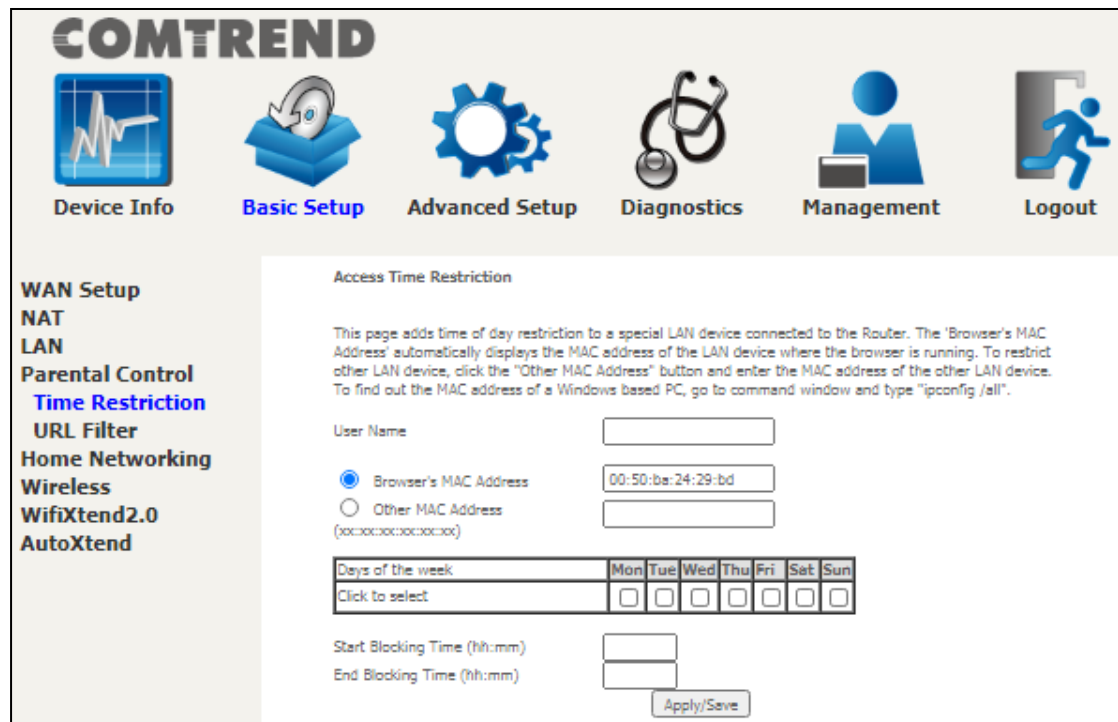 COMTREND
Device Info Basic Setup Advanced Setup Diagnostics Management Logout
WAN Setup
NAT
LAN
Parental Control
Time Restriction
URL Filter
Home Networking
Wireless
WifiXtend2.0
AutoXtend
Access Time Restriction
This page adds time of day restriction to a special LAN device connected to the Router. The 'Browser's MAC
Address' automatically displays the MAC address of the LAN device where the browser is running. To restrict
other LAN device, click the "Other MAC Address" button and enter the MAC address of the other LAN device.
To find out the MAC address of a Windows based PC, go to command window and type "ipconfig /all".
User Name
Browser's MAC Address 00:50:ba:24:29:bd
Other MAC Address
(xx:xx:xx:xx:xx:xx)
Days of the week Mon Tue Wed Thu Fri Sat Sun
Click to select
Start Blocking Time (hh:mm)
End Blocking Time (hh:mm)
Apply/Save